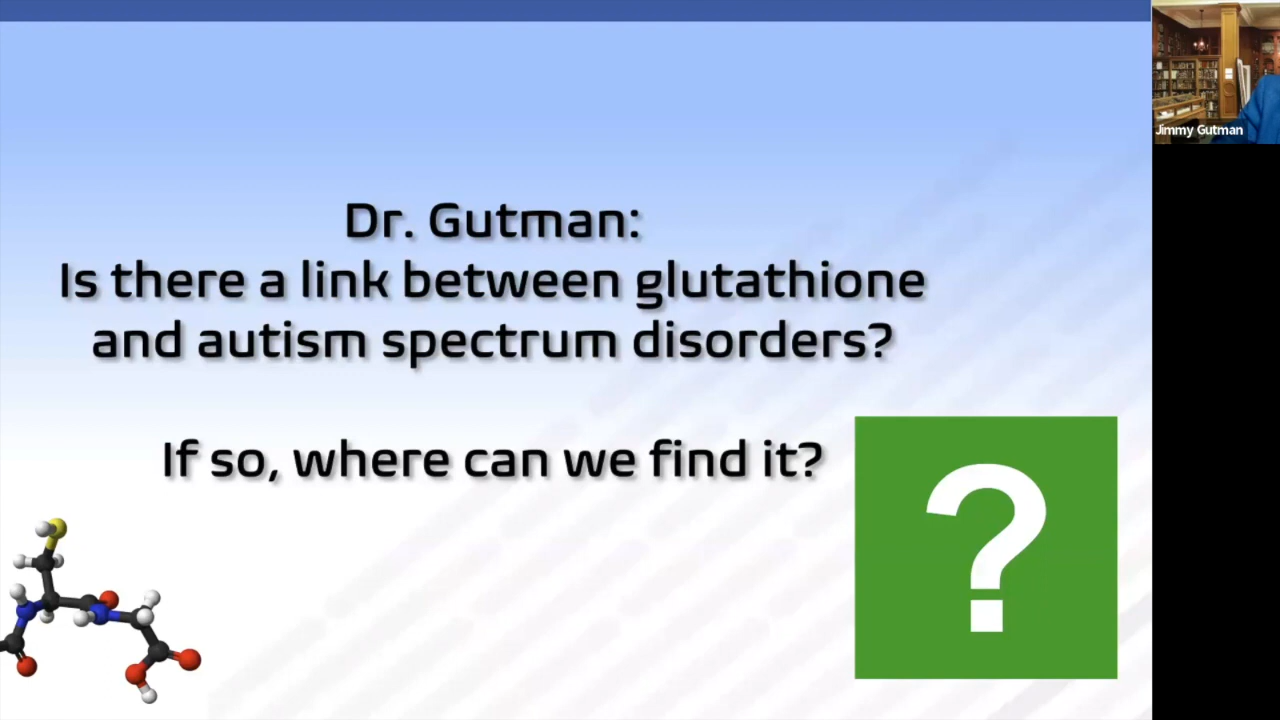 Dr. Gutman:
Is there a link between glutathione
and autism spectrum disorders?
If so, where can we find it?
?
Jimmy Gutman